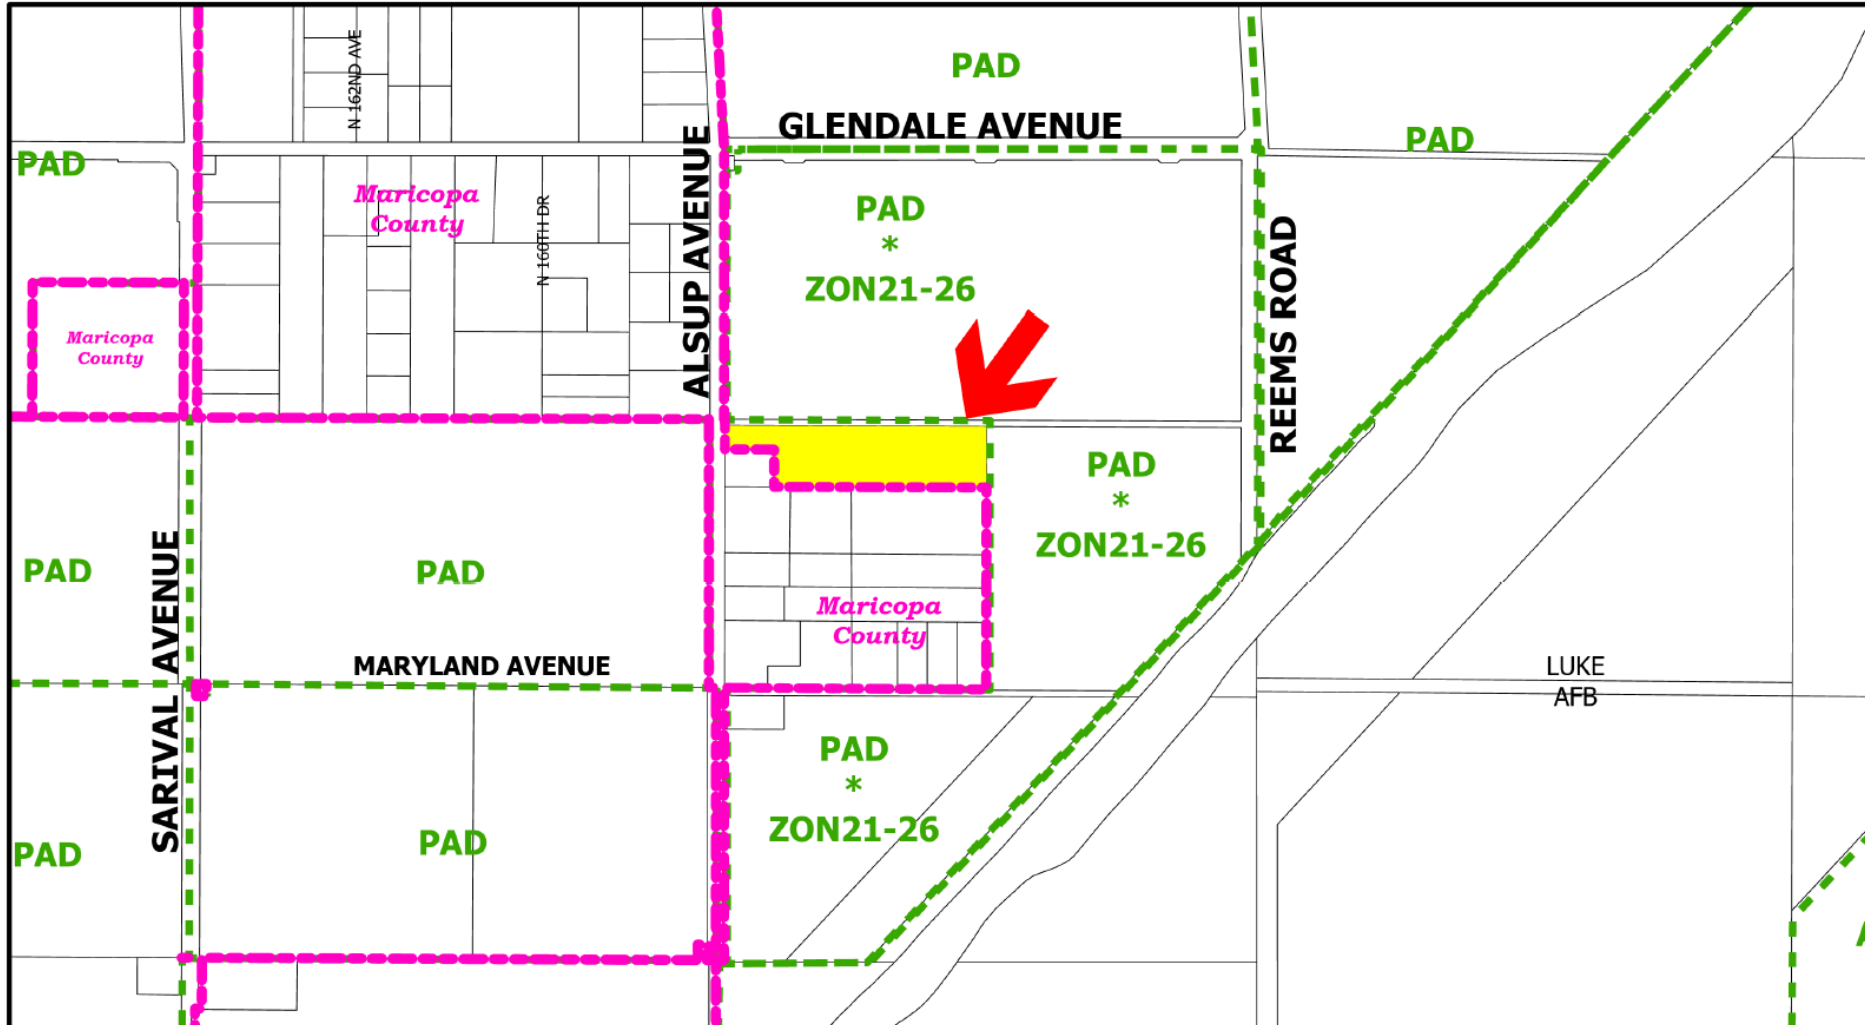 N 162ND AVE
PAD
GLENDALE AVENUE
PAD
PAD
Maricopa
County
ALSUP AVENUE
N 160TH DR
PAD
*
ZON21-26
REEMS ROAD
Maricopa
County
PAD
*
ZON21-26
PAD
SARIVAL AVENUE
PAD
Maricopa
County
MARYLAND AVENUE
LUKE
AFB
PAD
*
ZON21-26
PAD
PAD